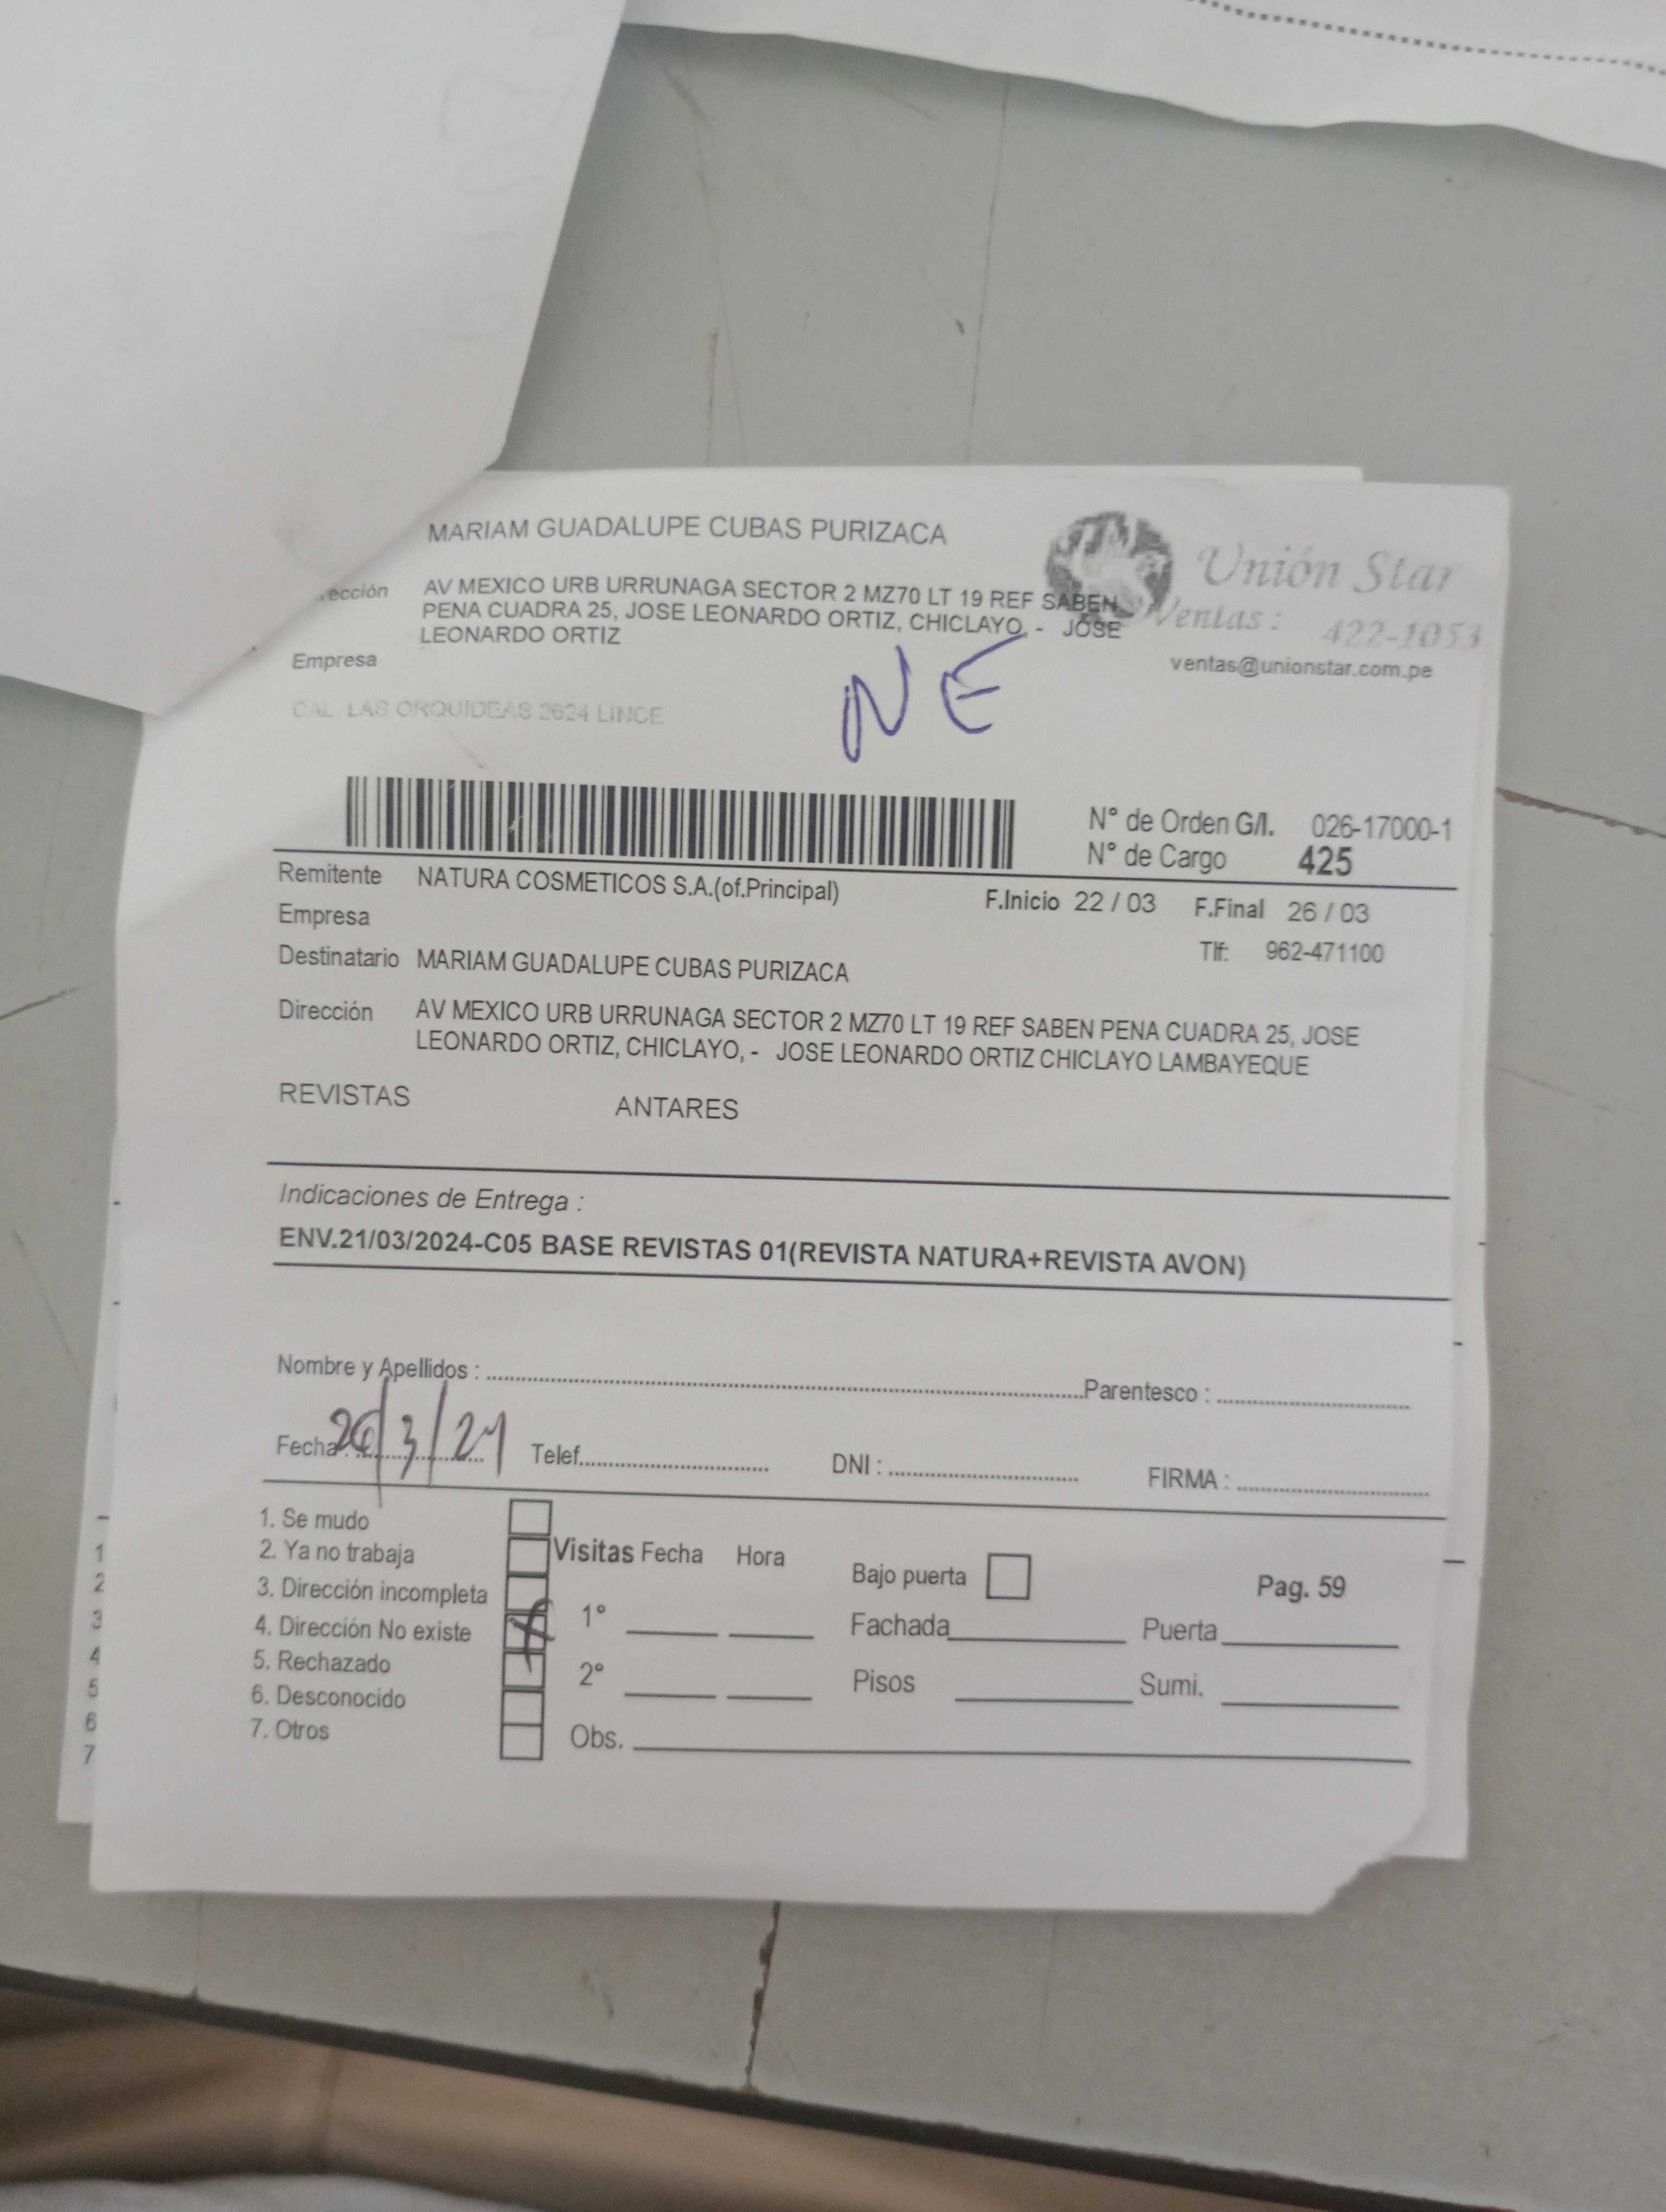 MARIAM GUADALUPE CUBAS PURIZACA
ección AV MEXICO URB URRUNAGA SECTOR 2 MZ70 LT 19 REF SABEN
PENA CUADRA 25, JOSE LEONARDO ORTIZ, CHICLAYO, - JOSE
LEONARDO ORTIZ
Unión Star
Ventas : 422-1053
ventas@unionstar.com.pe
Empresa
NE
CAL. LAS ORQUIDEAS 2624 LINCE
N° de Orden G/I. 026-17000-1
N° de Cargo 425
Remitente NATURA COSMETICOS S.A.(of.Principal) F.Inicio 22 / 03 F.Final 26 / 03
Empresa
Tlf: 962-471100
Destinatario MARIAM GUADALUPE CUBAS PURIZACA
Dirección AV MEXICO URB URRUNAGA SECTOR 2 MZ70 LT 19 REF SABEN PENA CUADRA 25, JOSE
LEONARDO ORTIZ, CHICLAYO, - JOSE LEONARDO ORTIZ CHICLAYO LAMBAYEQUE
REVISTAS ANTARES
Indicaciones de Entrega :
ENV.21/03/2024-C05 BASE REVISTAS 01(REVISTA NATURA+REVISTA AVON)
Nombre y Apellidos : Parentesco :
Fecha : 26/3/24 Telef. DNI : FIRMA :
1. Se mudo
2. Ya no trabaja
3. Dirección incompleta
4. Dirección No existe
5. Rechazado
6. Desconocido
7. Otros
Visitas Fecha Hora
1°
2°
Obs.
Bajo puerta
Pag. 59
Fachada Puerta
Pisos Sumi.
1
2
3
4
5
6
7